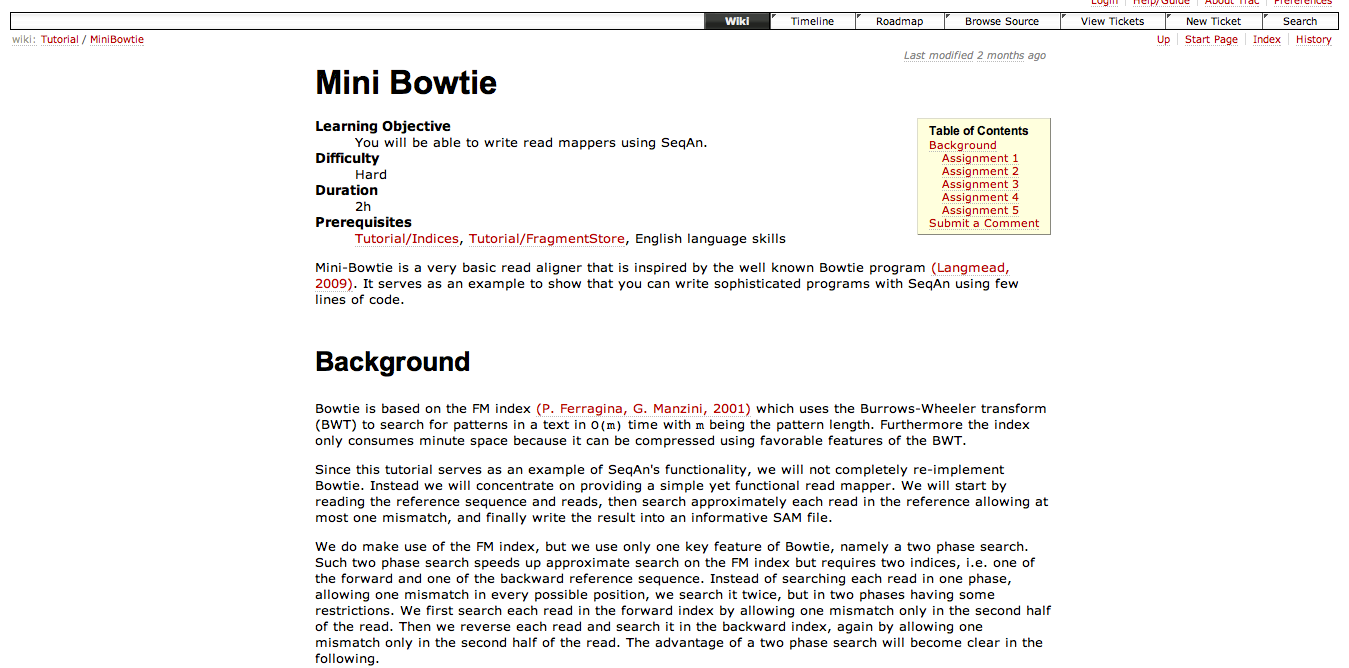 Login Help/Guide About Trac Preferences
Wiki Timeline Roadmap Browse Source View Tickets New Ticket Search
wiki: Tutorial / MiniBowtie
Up Start Page Index History
Last modified 2 months ago
Mini Bowtie
Learning Objective
You will be able to write read mappers using SeqAn.
Difficulty
Hard
Duration
2h
Prerequisites
Tutorial/Indices, Tutorial/FragmentStore, English language skills
Table of Contents
Background
Assignment 1
Assignment 2
Assignment 3
Assignment 4
Assignment 5
Submit a Comment
Mini-Bowtie is a very basic read aligner that is inspired by the well known Bowtie program (Langmead,
2009). It serves as an example to show that you can write sophisticated programs with SeqAn using few
lines of code.
Background
Bowtie is based on the FM index (P. Ferragina, G. Manzini, 2001) which uses the Burrows-Wheeler transform
(BWT) to search for patterns in a text in O(m) time with m being the pattern length. Furthermore the index
only consumes minute space because it can be compressed using favorable features of the BWT.
Since this tutorial serves as an example of SeqAn's functionality, we will not completely re-implement
Bowtie. Instead we will concentrate on providing a simple yet functional read mapper. We will start by
reading the reference sequence and reads, then search approximately each read in the reference allowing at
most one mismatch, and finally write the result into an informative SAM file.
We do make use of the FM index, but we use only one key feature of Bowtie, namely a two phase search.
Such two phase search speeds up approximate search on the FM index but requires two indices, i.e. one of
the forward and one of the backward reference sequence. Instead of searching each read in one phase,
allowing one mismatch in every possible position, we search it twice, but in two phases having some
restrictions. We first search each read in the forward index by allowing one mismatch only in the second half
of the read. Then we reverse each read and search it in the backward index, again by allowing one
mismatch only in the second half of the read. The advantage of a two phase search will become clear in the
following.